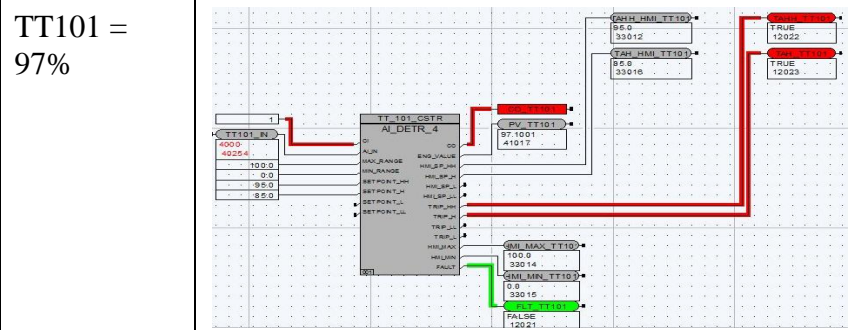 TT101 =
97%
1
TT101_IN
4000
40254
100.0
0.0
95.0
85.0
TT_101_CSTR
AI_DETR_4
CI
AI_IN
MAX_RANGE
MIN_RANGE
SETPOINT_HH
SETPOINT_H
SETPOINT_L
SETPOINT_LL
CO
ENG_VALUE
HMI_SP_HH
HMI_SP_H
HMI_SP_L
HMI_SP_LL
TRIP_HH
TRIP_H
TRIP_LL
TRIP_L
HMI_MAX
HMI_MIN
FAULT
CO_TT101
PV_TT101
97.1001
41017
TAHH_HMI_TT101
95.0
33012
TAH_HMI_TT101
85.0
33016
TAHH_TT101
TRUE
12022
TAH_TT101
TRUE
12023
HMI_MAX_TT101
100.0
33014
HMI_MIN_TT101
0.0
33015
FLT_TT101
FALSE
12021